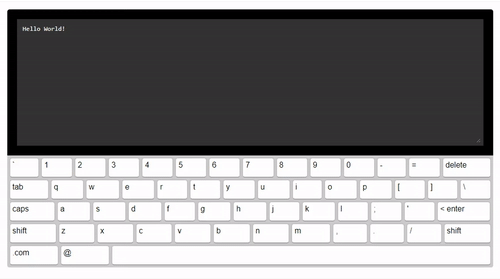 Hello World!
` 1 2 3 4 5 6 7 8 9 0 - = delete
tab q w e r t y u i o p [ ] \
caps a s d f g h j k l ; ' < enter
shift z x c v b n m , . / shift
.com @